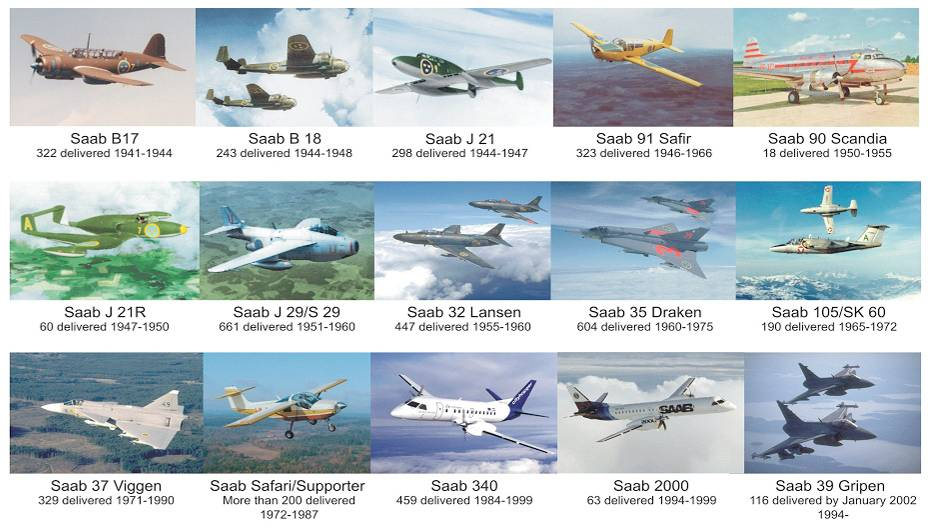 Saab B17
322 delivered 1941-1944
Saab B 18
243 delivered 1944-1948
Saab J 21
298 delivered 1944-1947
Saab 91 Safir
323 delivered 1946-1966
Saab 90 Scandia
18 delivered 1950-1955
Saab J 21R
60 delivered 1947-1950
Saab J 29/S 29
661 delivered 1951-1960
Saab 32 Lansen
447 delivered 1955-1960
Saab 35 Draken
604 delivered 1960-1975
Saab 105/SK 60
190 delivered 1965-1972
Saab 37 Viggen
329 delivered 1971-1990
Saab Safari/Supporter
More than 200 delivered
1972-1987
Saab 340
459 delivered 1984-1999
SAAB
Saab 2000
63 delivered 1994-1999
Saab 39 Gripen
116 delivered by January 2002
1994-